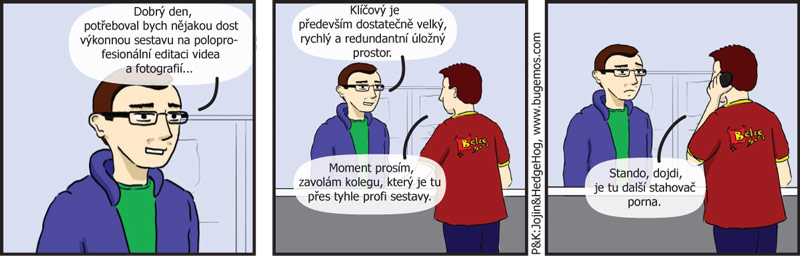 Dobrý den,
potřeboval bych nějakou dost
výkonnou sestavu na polopro-
fesionální editaci videa
a fotografií...
Klíčový je
především dostatečně velký,
rychlý a redundantní úložný
prostor.
Moment prosím,
zavolám kolegu, který je tu
přes tyhle profi sestavy.
P&K:Jojin&HedgeHog, www.bugemos.com
Stando, dojdi,
je tu další stahovač
porna.